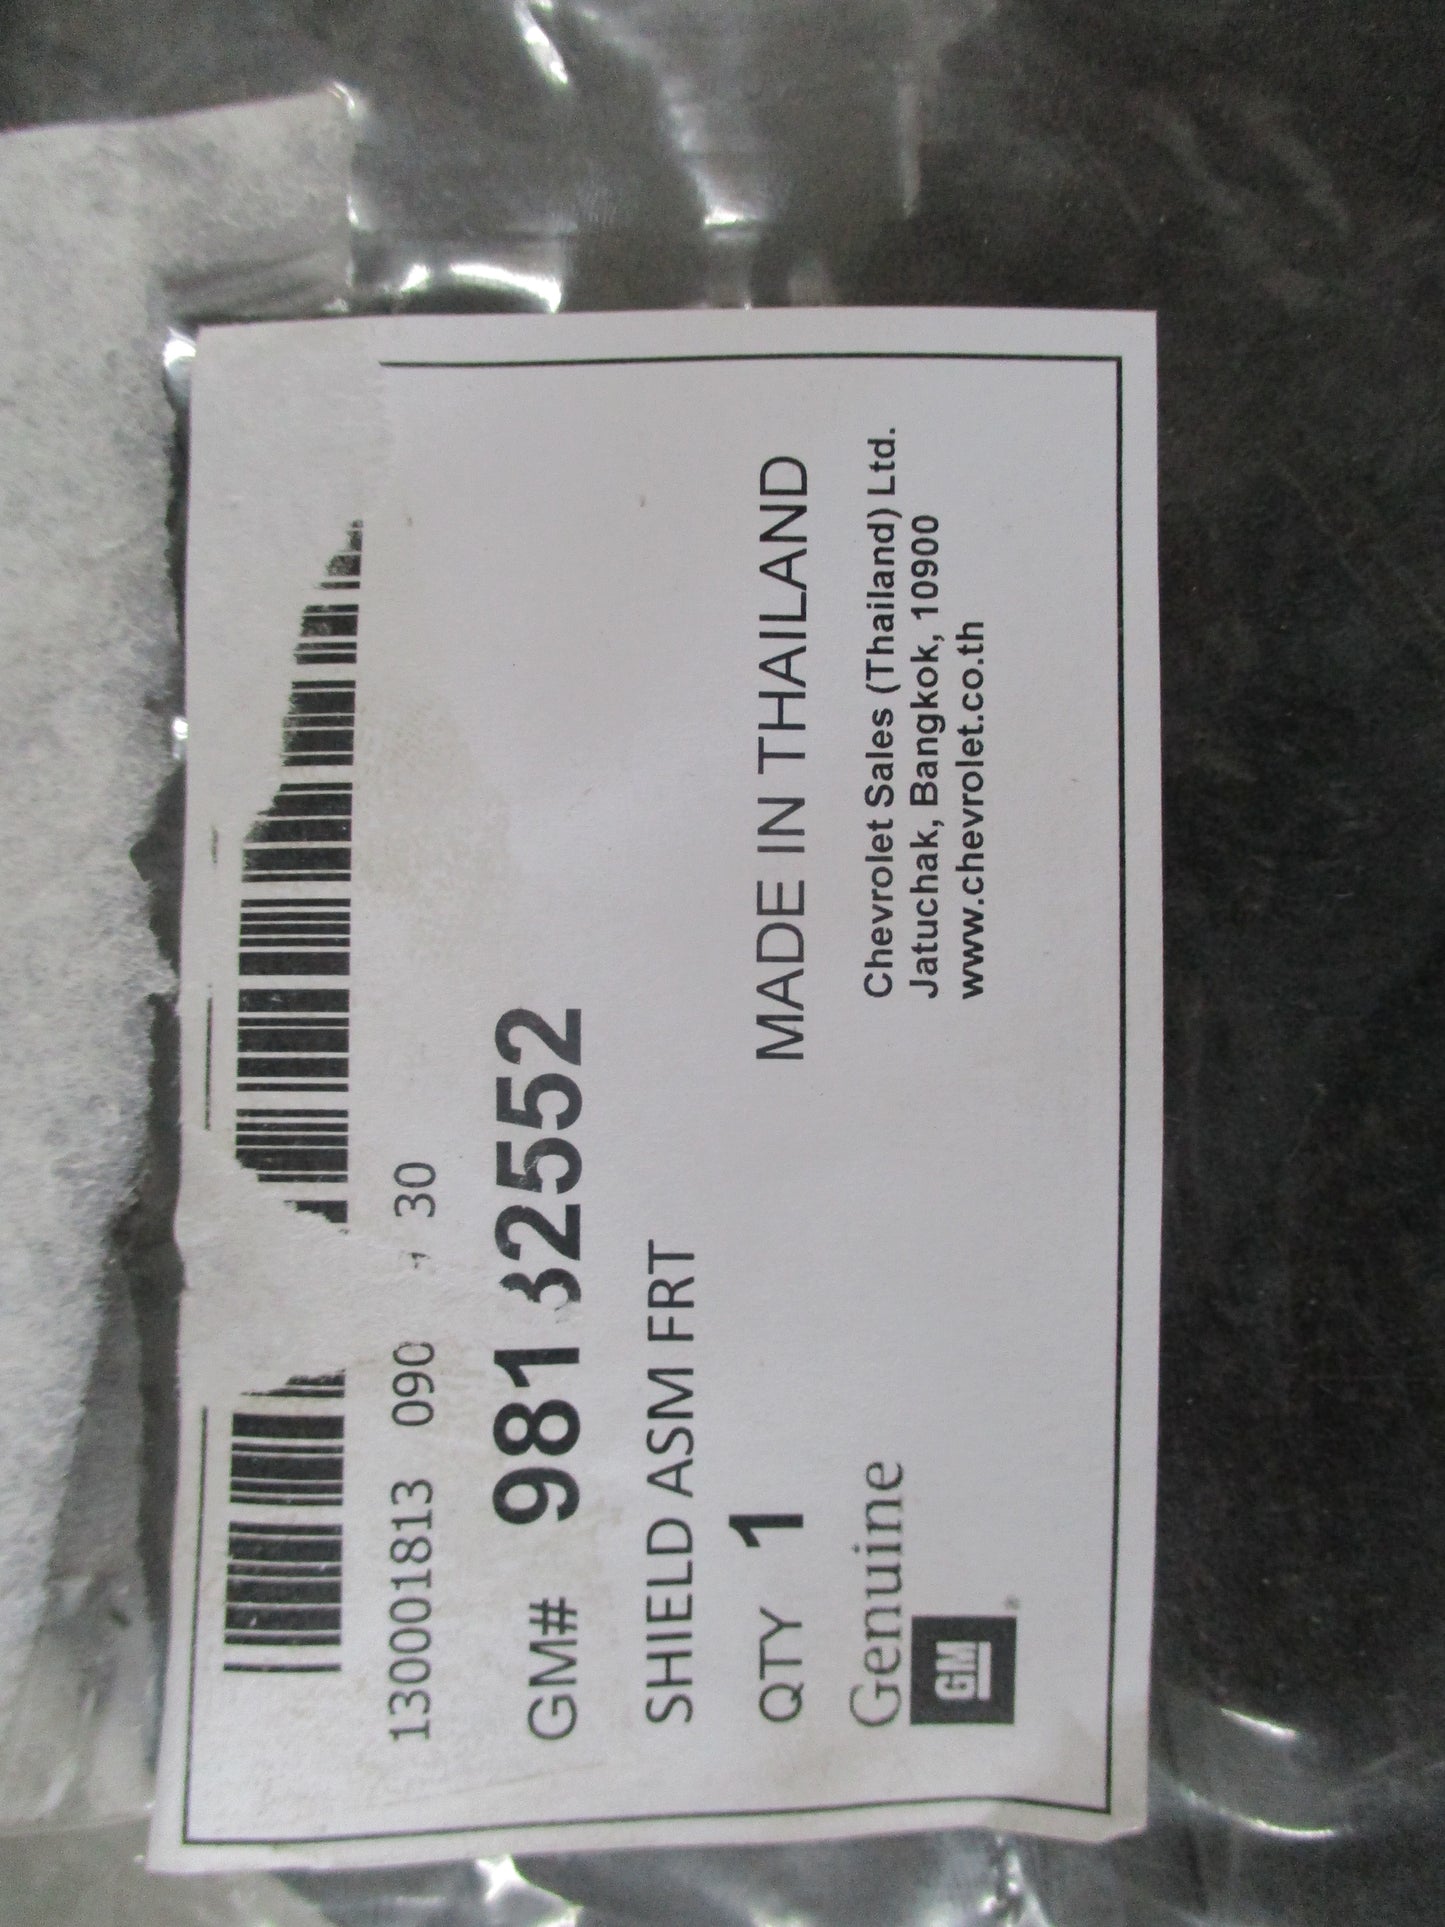 130001813 090 30
GM# 98132552
SHIELD ASM FRT
QTY 1
MADE IN THAILAND
Genuine
GM
Chevrolet Sales (Thailand) Ltd.
Jatuchak, Bangkok, 10900
www.chevrolet.co.th